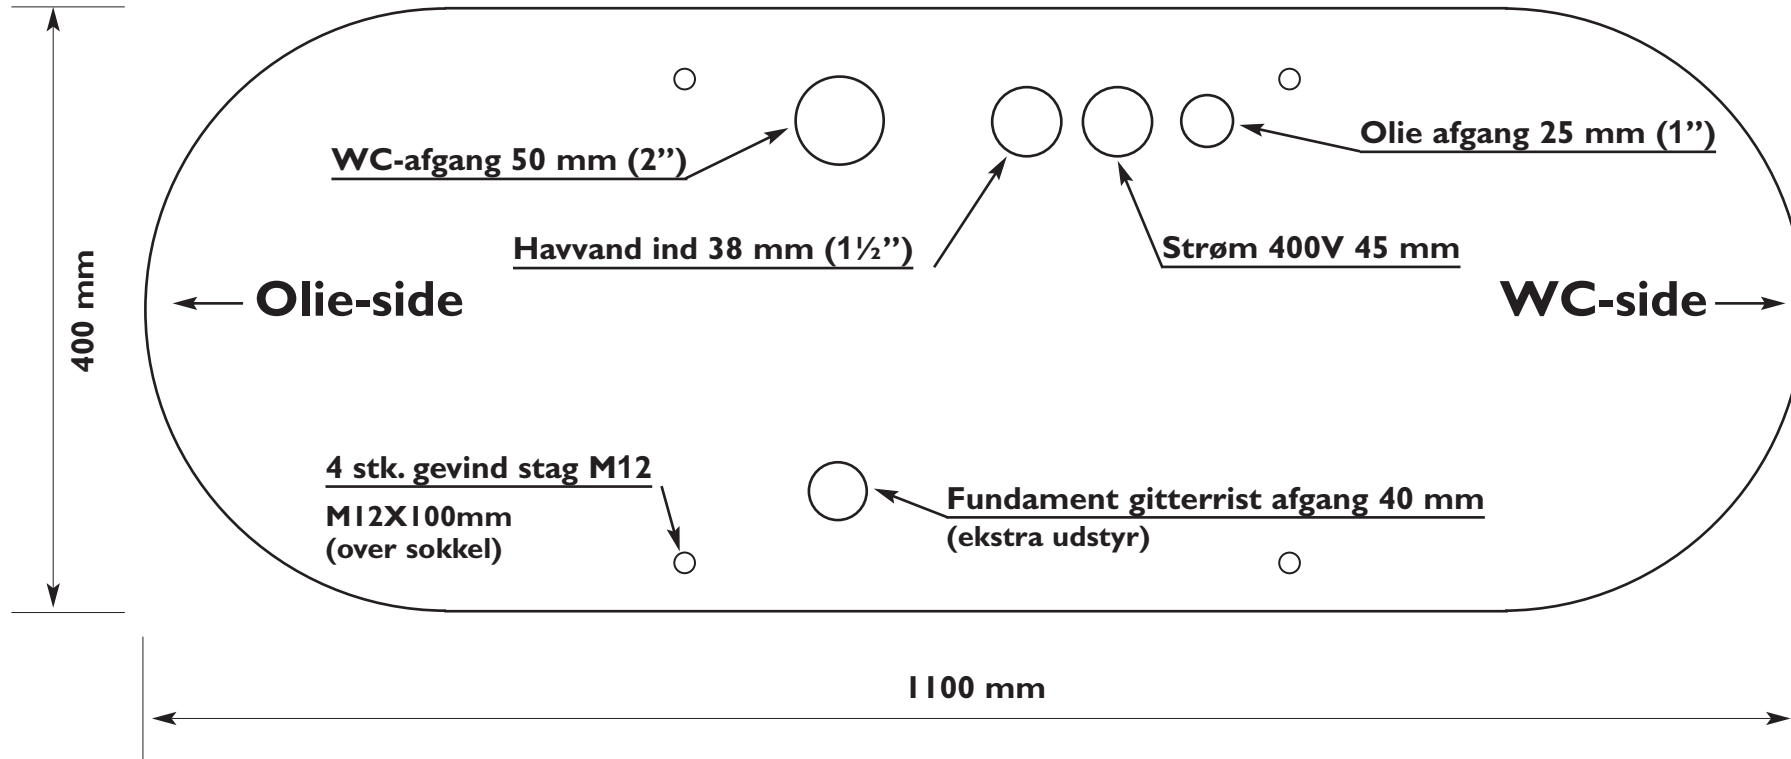 Olie afgang 25 mm (1”)
WC-afgang 50 mm (2”)
Havvand ind 38 mm (1½”)
Strøm 400V 45 mm
Olie-side
WC-side
400 mm
4 stk. gevind stag M12
M12X100mm
(over sokkel)
Fundament gitterrist afgang 40 mm
(ekstra udstyr)
1100 mm